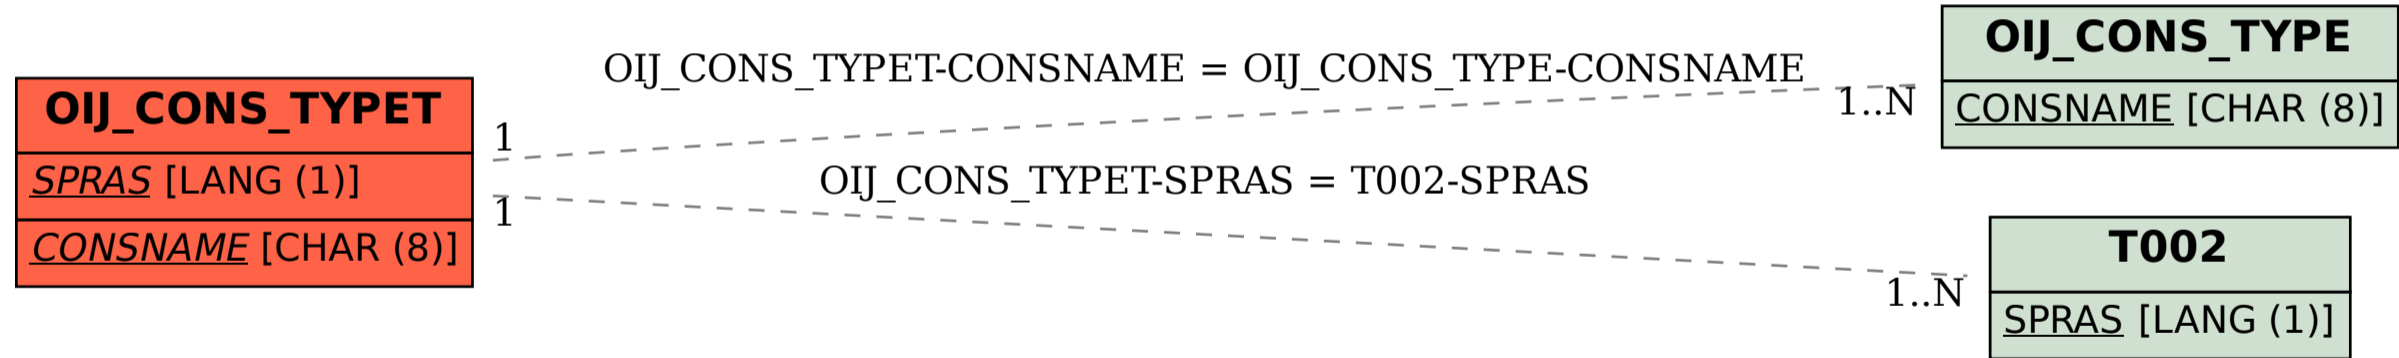 OIJ_CONS_TYPET
SPRAS [LANG (1)]
CONSNAME [CHAR (8)]
OIJ_CONS_TYPET-CONSNAME = OIJ_CONS_TYPE-CONSNAME
1
1..N
OIJ_CONS_TYPET-SPRAS = T002-SPRAS
1
1..N
OIJ_CONS_TYPE
CONSNAME [CHAR (8)]
T002
SPRAS [LANG (1)]